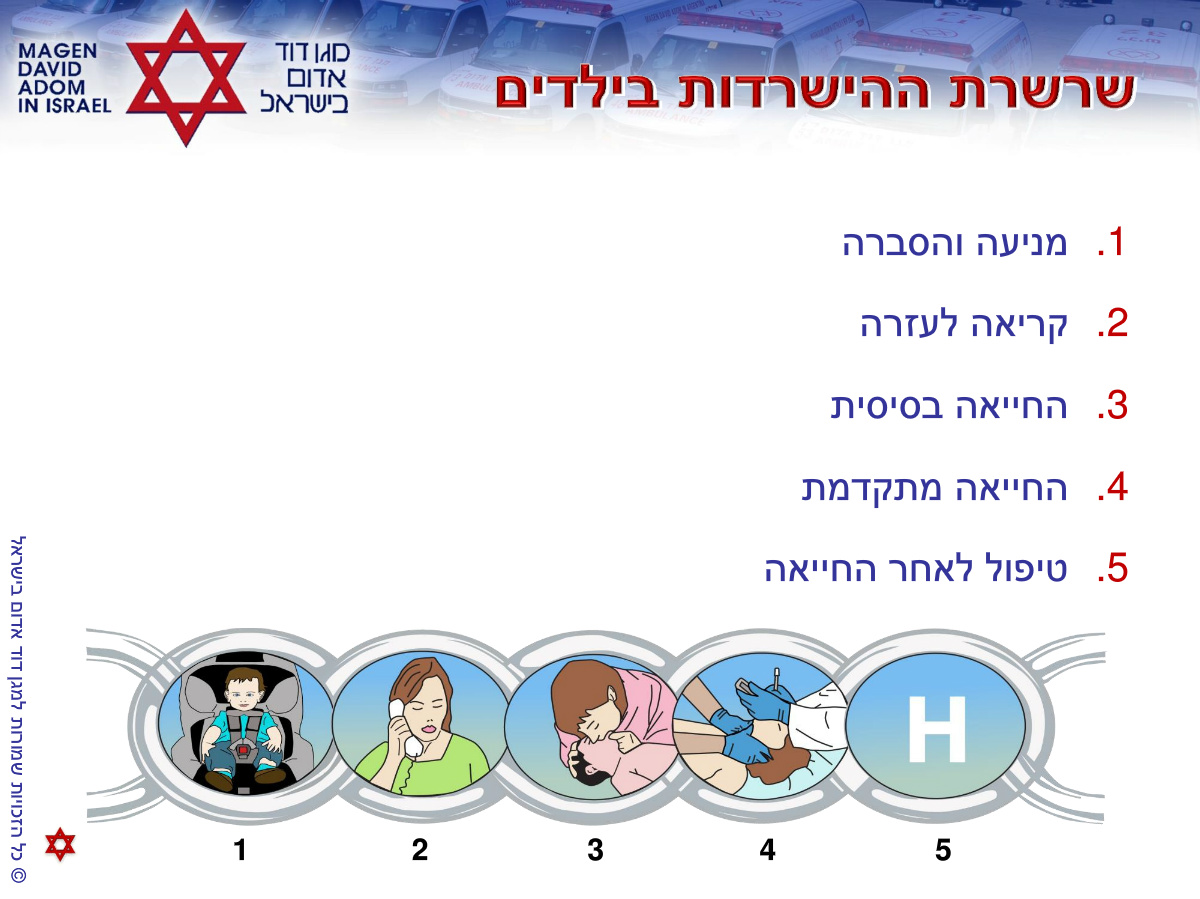 MAGEN
DAVID
ADOM
IN ISRAEL
מגן דוד
אדום
בישראל
שרשרת ההישרדות בילדים
1. מניעה והסברה
2. קריאה לעזרה
3. החייאה בסיסית
4. החייאה מתקדמת
5. טיפול לאחר החייאה
H
1 2 3 4 5
© כל הזכויות שמורות למגן דוד אדום בישראל